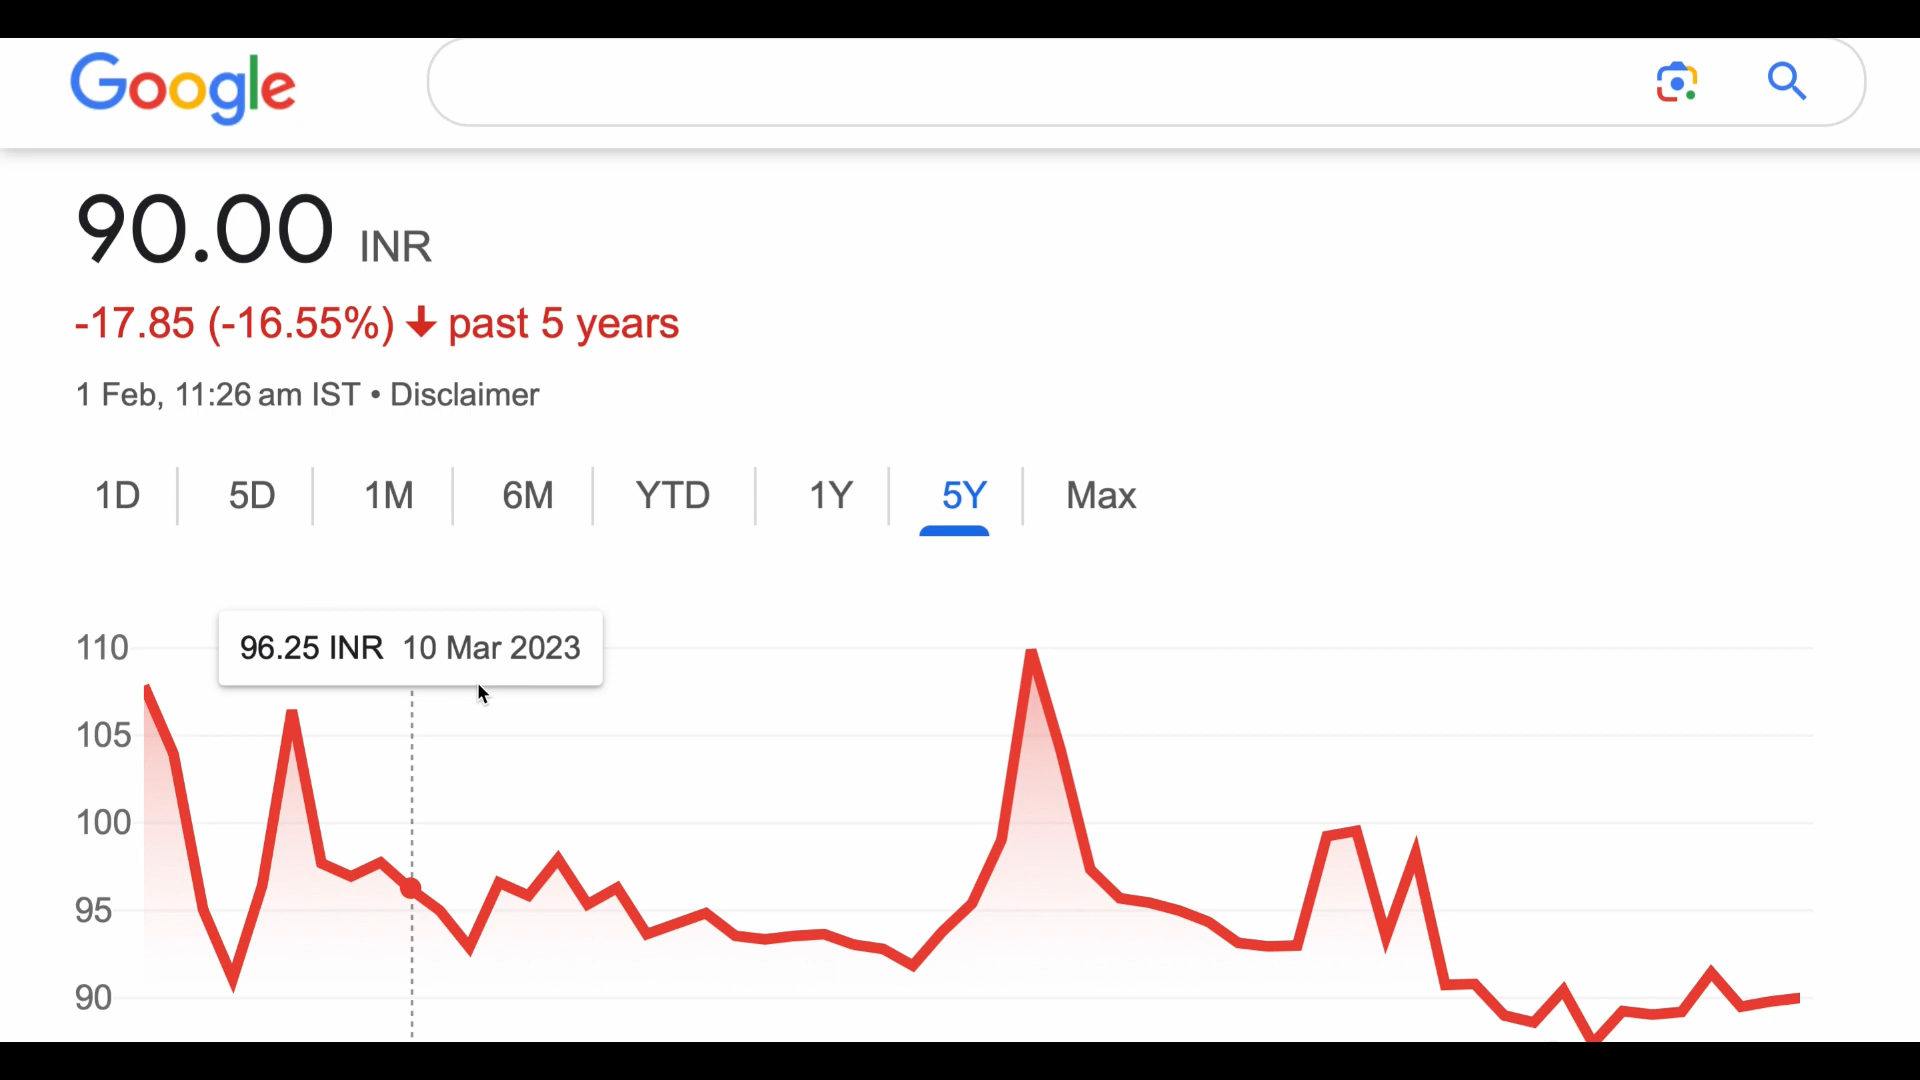 Google
90.00 INR
-17.85 (-16.55%) ↓ past 5 years
1 Feb, 11:26 am IST • Disclaimer
1D 5D 1M 6M YTD 1Y 5Y Max
96.25 INR 10 Mar 2023
110
105
100
95
90